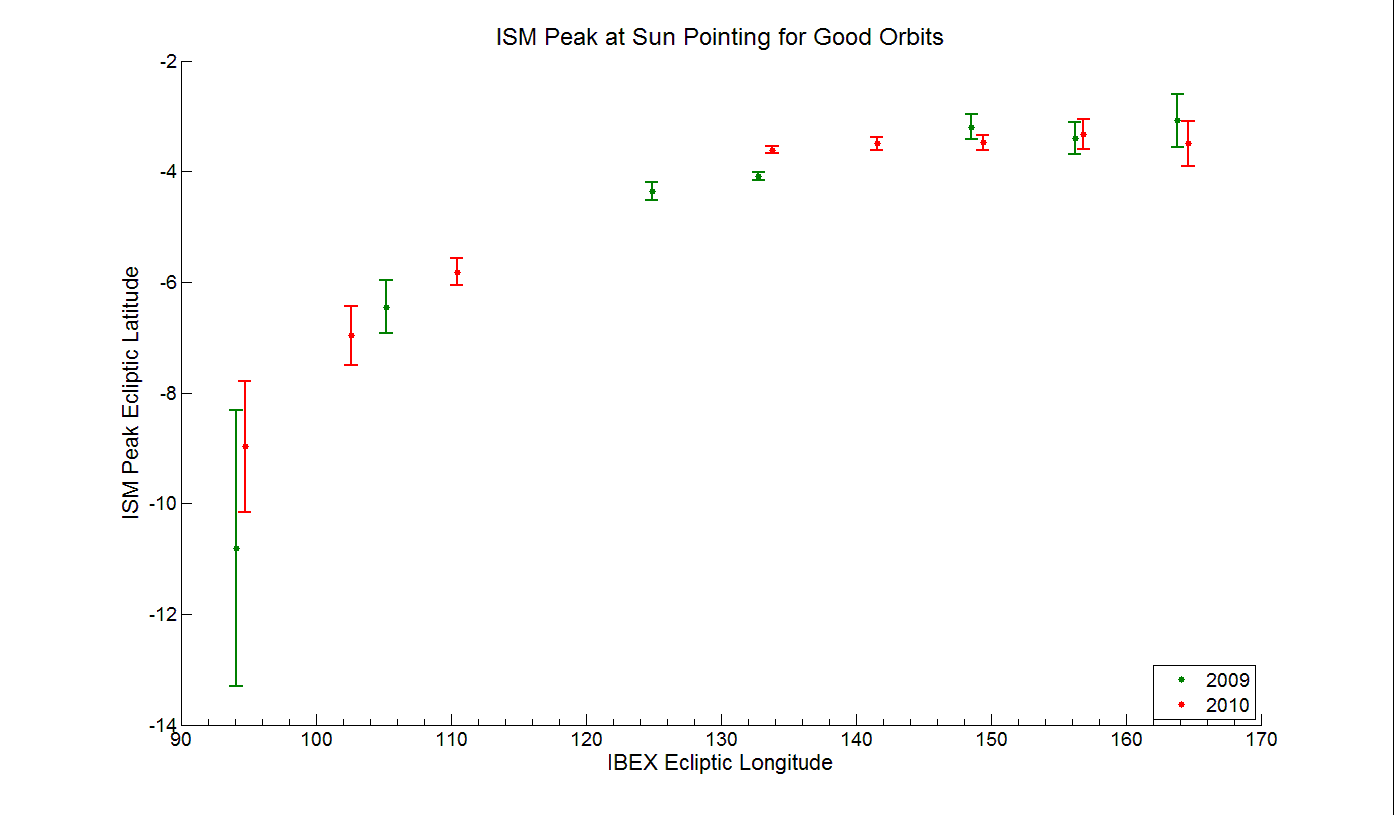 ISM Peak at Sun Pointing for Good Orbits
-2
-4
-6
-8
-10
-12
-14
ISM Peak Ecliptic Latitude
90 100 110 120 130 140 150 160 170
IBEX Ecliptic Longitude
2009
2010